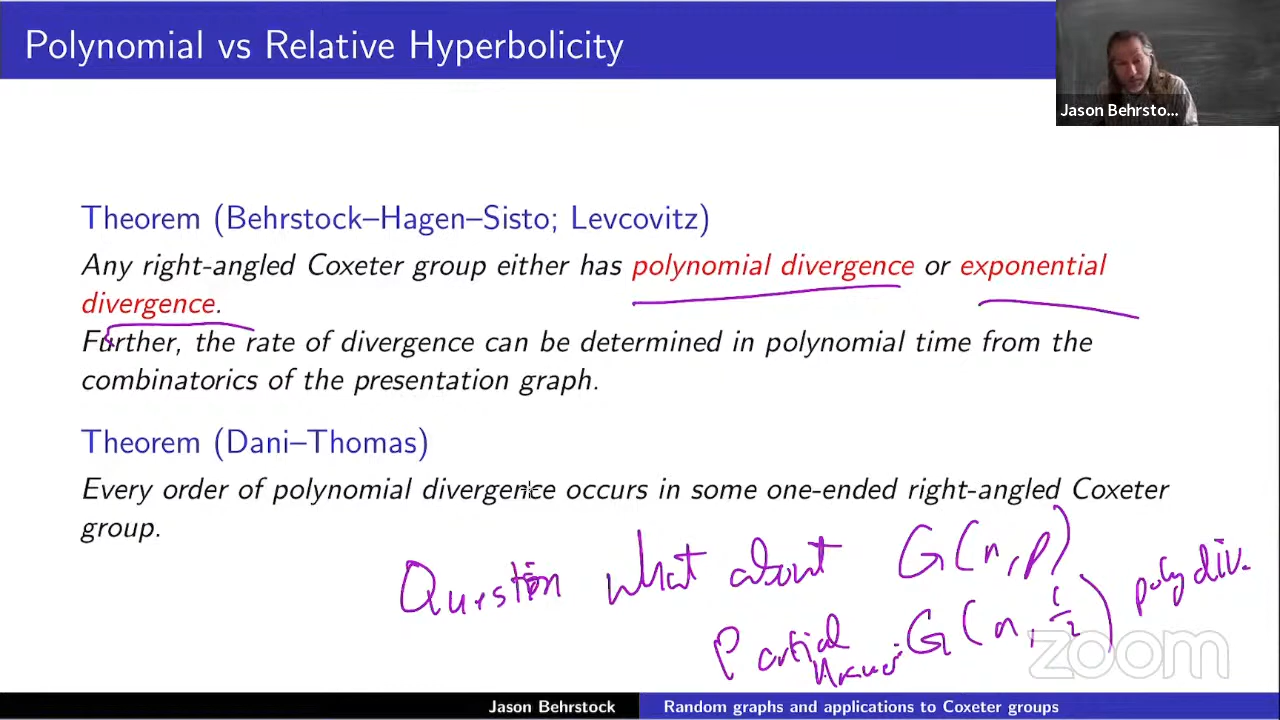 Polynomial vs Relative Hyperbolicity
Jason Behrsto...
Theorem (Behrstock–Hagen–Sisto; Levcovitz)
Any right-angled Coxeter group either has polynomial divergence or exponential
divergence.
Further, the rate of divergence can be determined in polynomial time from the
combinatorics of the presentation graph.
Theorem (Dani–Thomas)
Every order of polynomial divergence occurs in some one-ended right-angled Coxeter
group.
Question what about G(n,p)
Partial G(n, 1/2) poly div.
zoom
Jason Behrstock Random graphs and applications to Coxeter groups